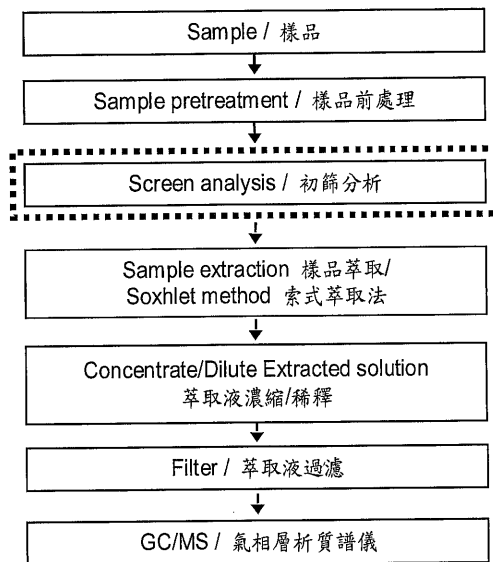 Sample / 樣品
Sample pretreatment / 樣品前處理
Screen analysis / 初篩分析
Sample extraction 樣品萃取/
Soxhlet method 索式萃取法
Concentrate/Dilute Extracted solution
萃取液濃縮/稀釋
Filter / 萃取液過濾
GC/MS / 氣相層析質譜儀